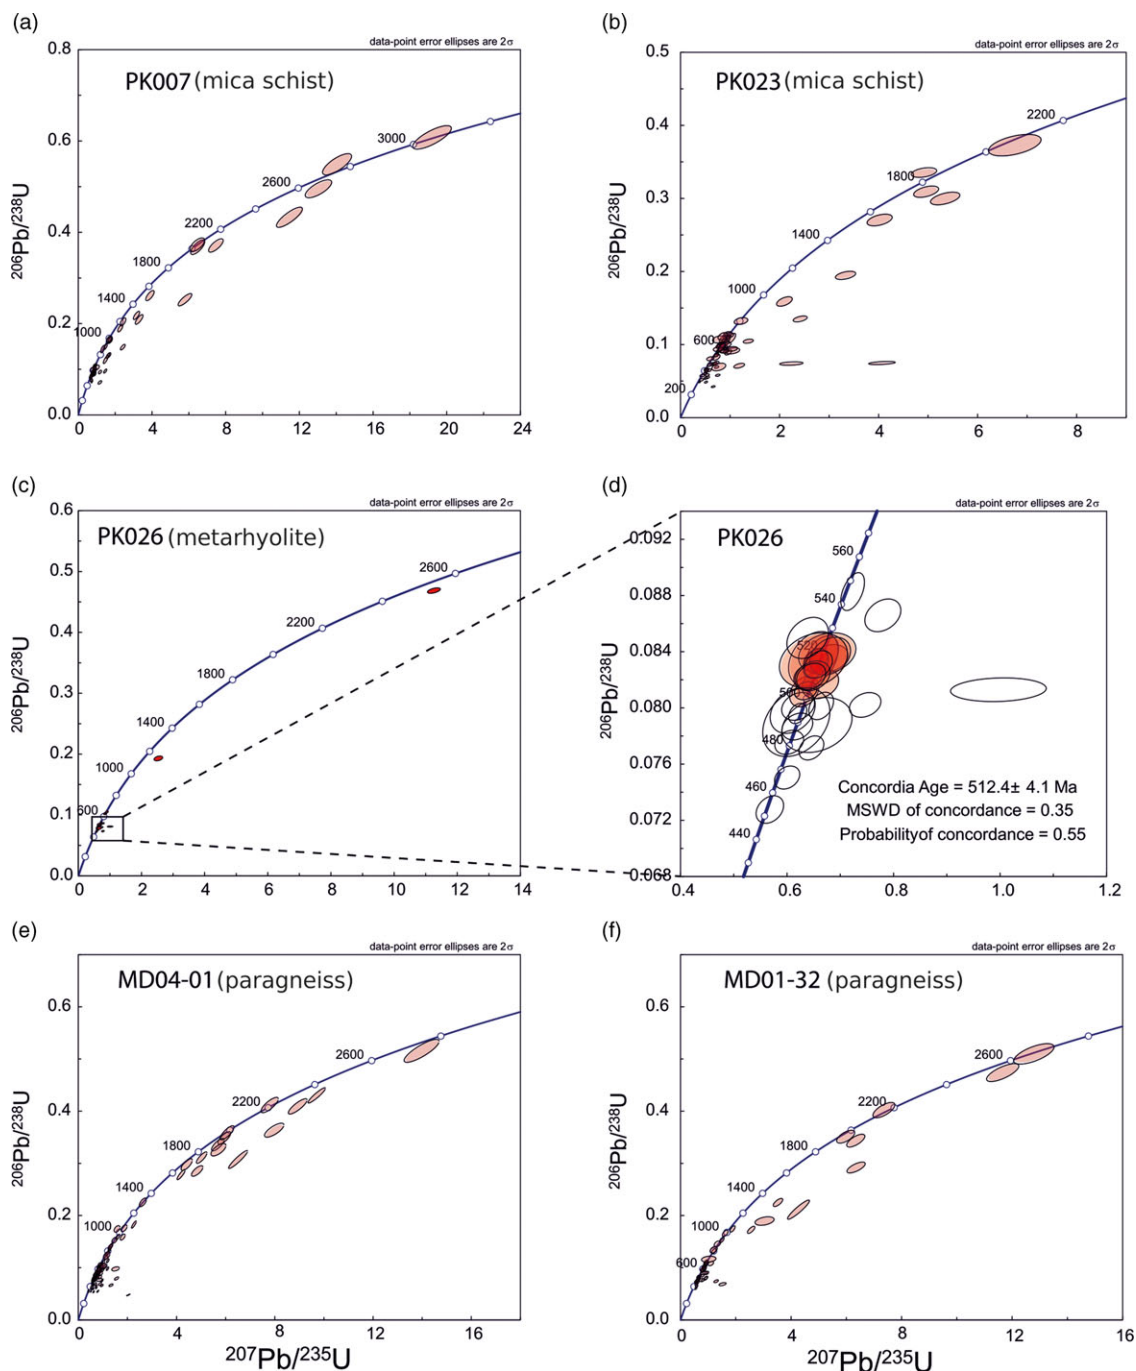 (a)
data-point error ellipses are 2σ
PK007 (mica schist)
0.8
0.6
0.4
0.2
0.0
206Pb/238U
1000
1400
1800
2200
2600
3000
0 4 8 12 16 20 24
(b)
data-point error ellipses are 2σ
PK023 (mica schist)
0.5
0.4
0.3
0.2
0.1
0.0
206Pb/238U
200
600
1000
1400
1800
2200
0 2 4 6 8
(c)
data-point error ellipses are 2σ
PK026 (metarhyolite)
0.6
0.5
0.4
0.3
0.2
0.1
0.0
206Pb/238U
600
1000
1400
1800
2200
2600
0 2 4 6 8 10 12 14
(d)
data-point error ellipses are 2σ
PK026
0.092
0.088
0.084
0.080
0.076
0.072
0.068
206Pb/238U
440
460
480
500
520
540
560
Concordia Age = 512.4± 4.1 Ma
MSWD of concordance = 0.35
Probabilityof concordance = 0.55
0.4 0.6 0.8 1.0 1.2
(e)
data-point error ellipses are 2σ
MD04-01 (paragneiss)
0.6
0.4
0.2
0.0
206Pb/238U
1000
1400
1800
2200
2600
0 4 8 12 16
207Pb/235U
(f)
data-point error ellipses are 2σ
MD01-32 (paragneiss)
0.6
0.4
0.2
0.0
206Pb/238U
600
1000
1400
1800
2200
2600
0 4 8 12 16
207Pb/235U